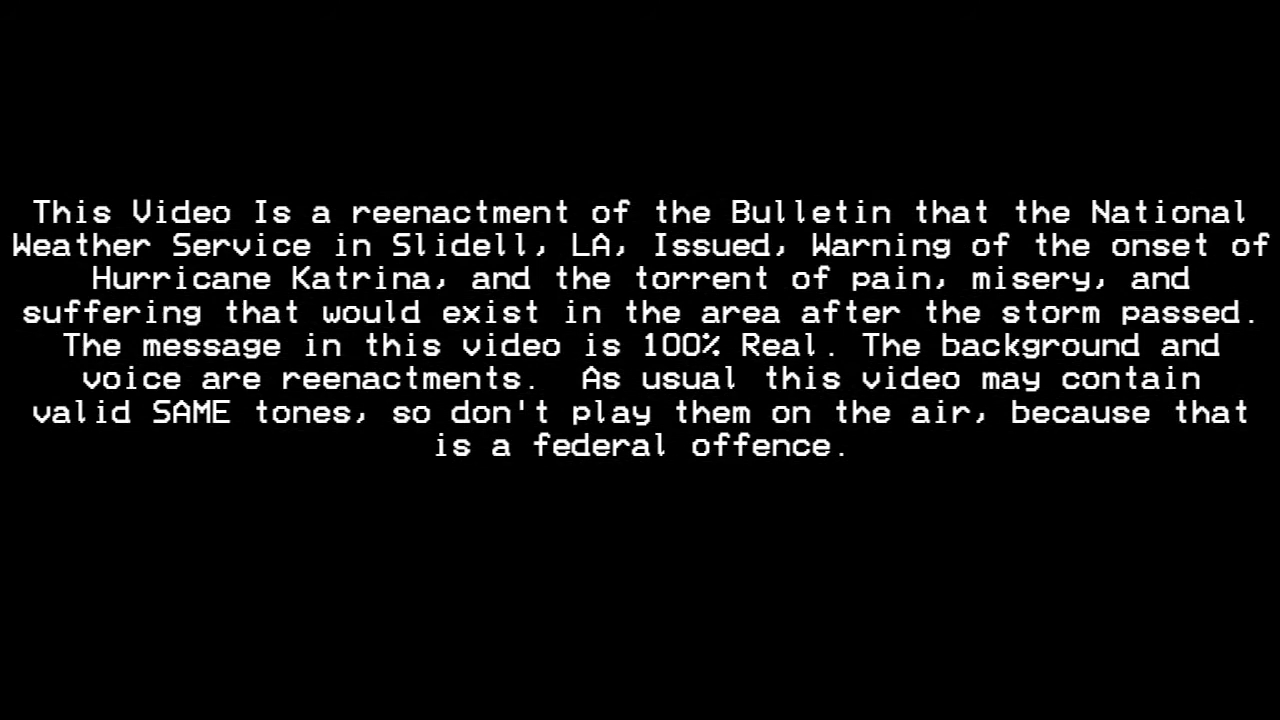 This Video Is a reenactment of the Bulletin that the National
Weather Service in Slidell, LA, Issued, Warning of the onset of
Hurricane Katrina, and the torrent of pain, misery, and
suffering that would exist in the area after the storm passed.
The message in this video is 100% Real. The background and
voice are reenactments.  As usual this video may contain
valid SAME tones, so don't play them on the air, because that
is a federal offence.